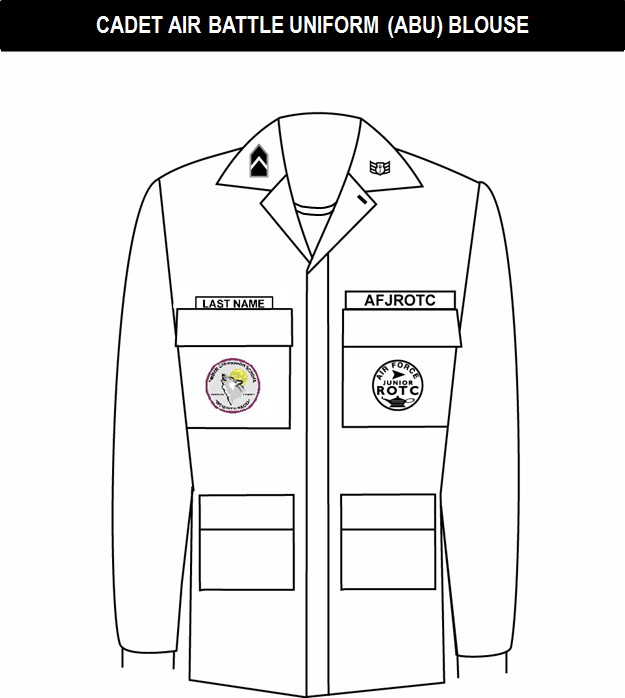 CADET AIR BATTLE UNIFORM (ABU) BLOUSE
LAST NAME
AFJROTC
AIR FORCE
JUNIOR
ROTC